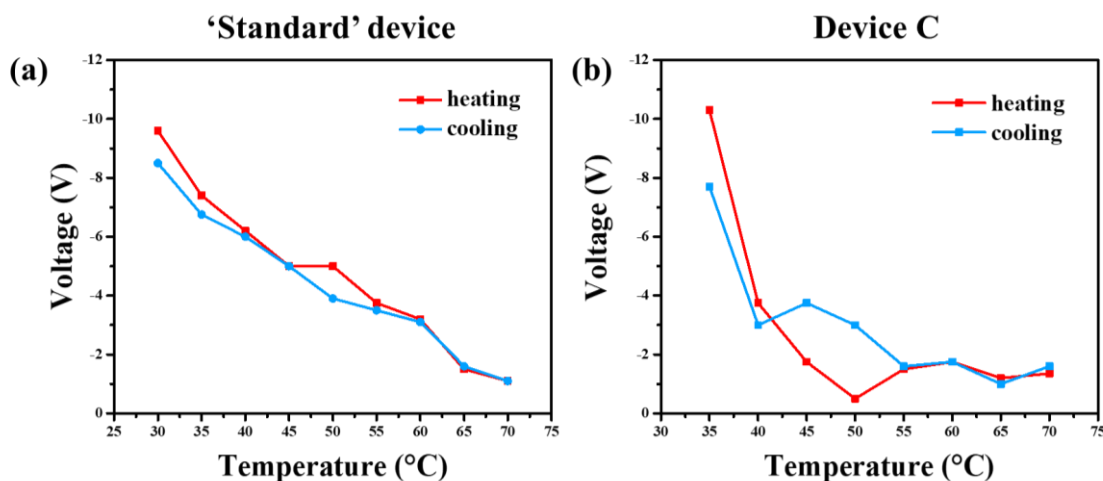 ‘Standard’ device
Device C
(a)
(b)
-12
-10
-8
-6
-4
-2
0
Voltage (V)
heating
cooling
25 30 35 40 45 50 55 60 65 70 75
Temperature (°C)
-12
-10
-8
-6
-4
-2
0
Voltage (V)
heating
cooling
30 35 40 45 50 55 60 65 70 75
Temperature (°C)